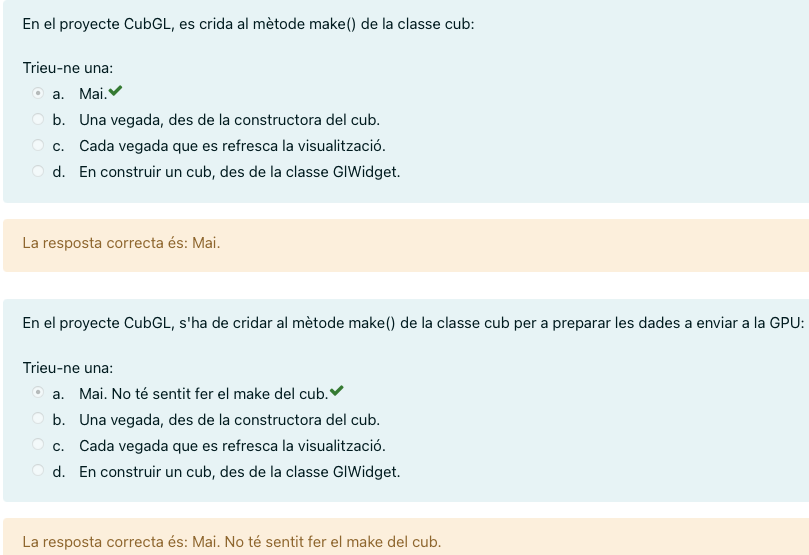 En el proyecte CubGL, es crida al mètode make() de la classe cub:
Trieu-ne una:
a. Mai.
b. Una vegada, des de la constructora del cub.
c. Cada vegada que es refresca la visualització.
d. En construir un cub, des de la classe GlWidget.
La resposta correcta és: Mai.
En el proyecte CubGL, s'ha de cridar al mètode make() de la classe cub per a preparar les dades a enviar a la GPU:
Trieu-ne una:
a. Mai. No té sentit fer el make del cub.
b. Una vegada, des de la constructora del cub.
c. Cada vegada que es refresca la visualització.
d. En construir un cub, des de la classe GlWidget.
La resposta correcta és: Mai. No té sentit fer el make del cub.